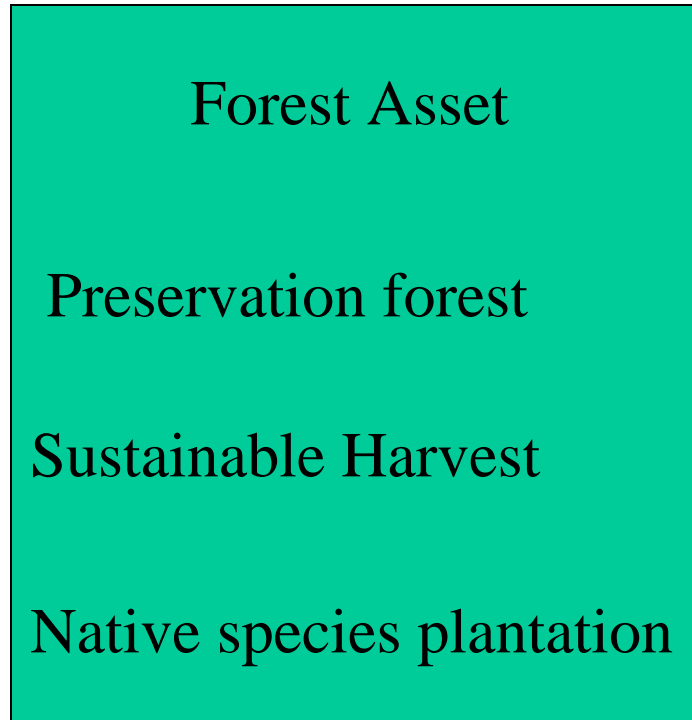 Forest Asset
Preservation forest
Sustainable Harvest
Native species plantation